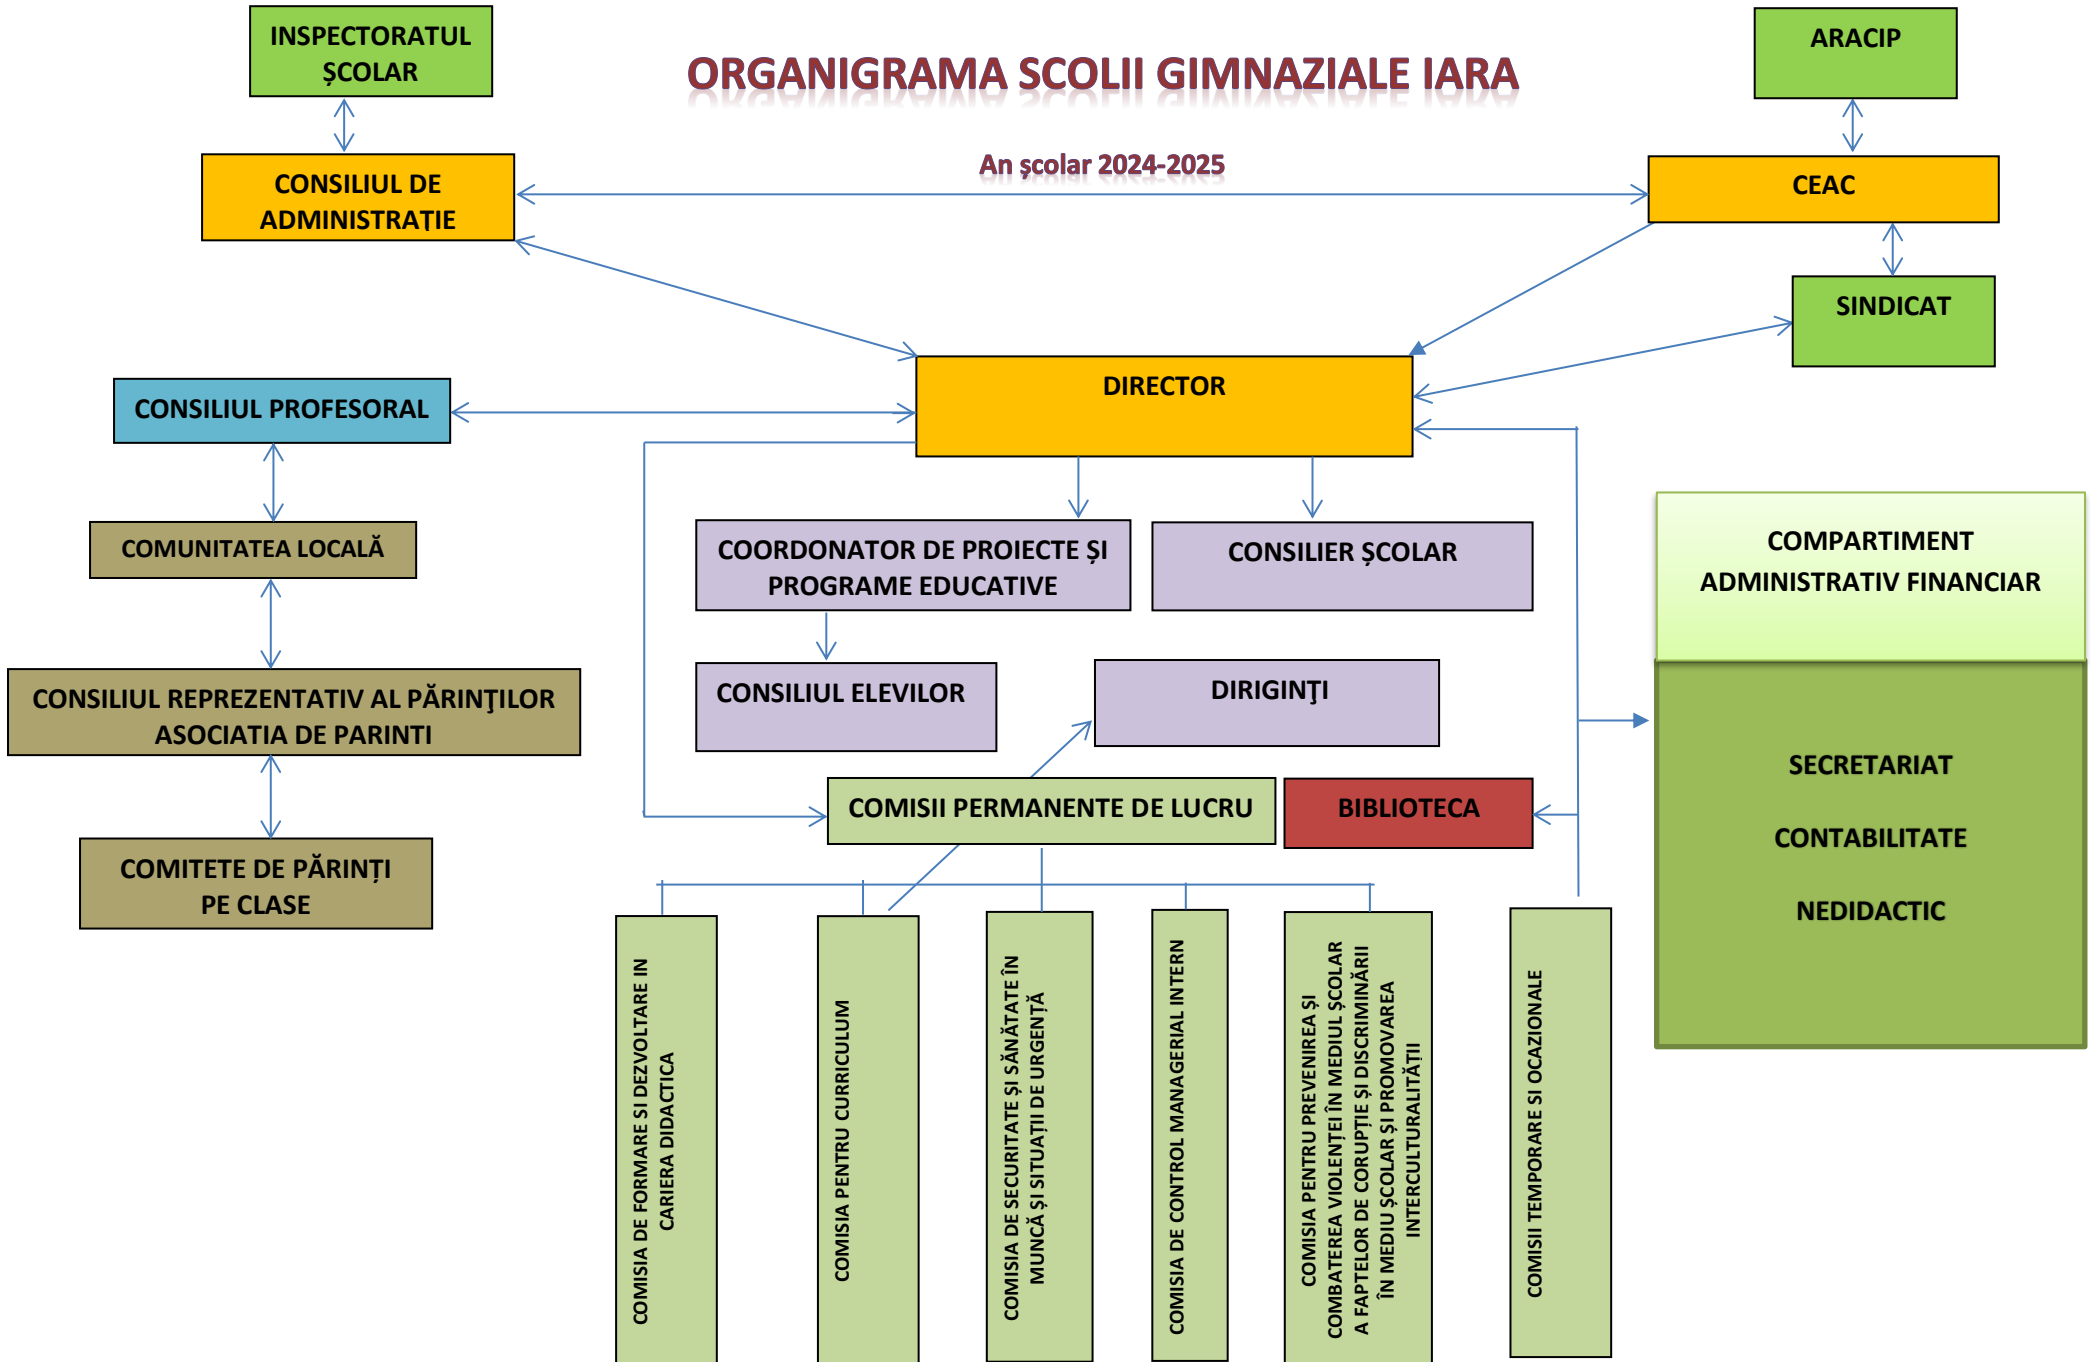 INSPECTORATUL
ȘCOLAR
ORGANIGRAMA SCOLII GIMNAZIALE IARA
ARACIP
An școlar 2024-2025
CONSILIUL DE
ADMINISTRAŢIE
CEAC
SINDICAT
DIRECTOR
CONSILIUL PROFESORAL
COMUNITATEA LOCALĂ
COORDONATOR DE PROIECTE ȘI
PROGRAME EDUCATIVE
CONSILIER ȘCOLAR
COMPARTIMENT
ADMINISTRATIV FINANCIAR
CONSILIUL REPREZENTATIV AL PĂRINŢILOR
ASOCIATIA DE PARINTI
CONSILIUL ELEVILOR
DIRIGINŢI
SECRETARIAT
CONTABILITATE
NEDIDACTIC
COMISII PERMANENTE DE LUCRU
BIBLIOTECA
COMITETE DE PĂRINȚI
PE CLASE
COMISIA DE FORMARE SI DEZVOLTARE IN
CARIERA DIDACTICA
COMISIA PENTRU CURRICULUM
COMISIA DE SECURITATE ȘI SĂNĂTATE ÎN
MUNCĂ ȘI SITUAȚII DE URGENȚĂ
COMISIA DE CONTROL MANAGERIAL INTERN
COMISIA PENTRU PREVENIREA ȘI
COMBATEREA VIOLENȚEI ÎN MEDIUL ȘCOLAR
A FAPTELOR DE CORUPȚIE ȘI DISCRIMINĂRII
ÎN MEDIU ȘCOLAR ȘI PROMOVAREA
INTERCULTURALITĂȚII
COMISII TEMPORARE SI OCAZIONALE